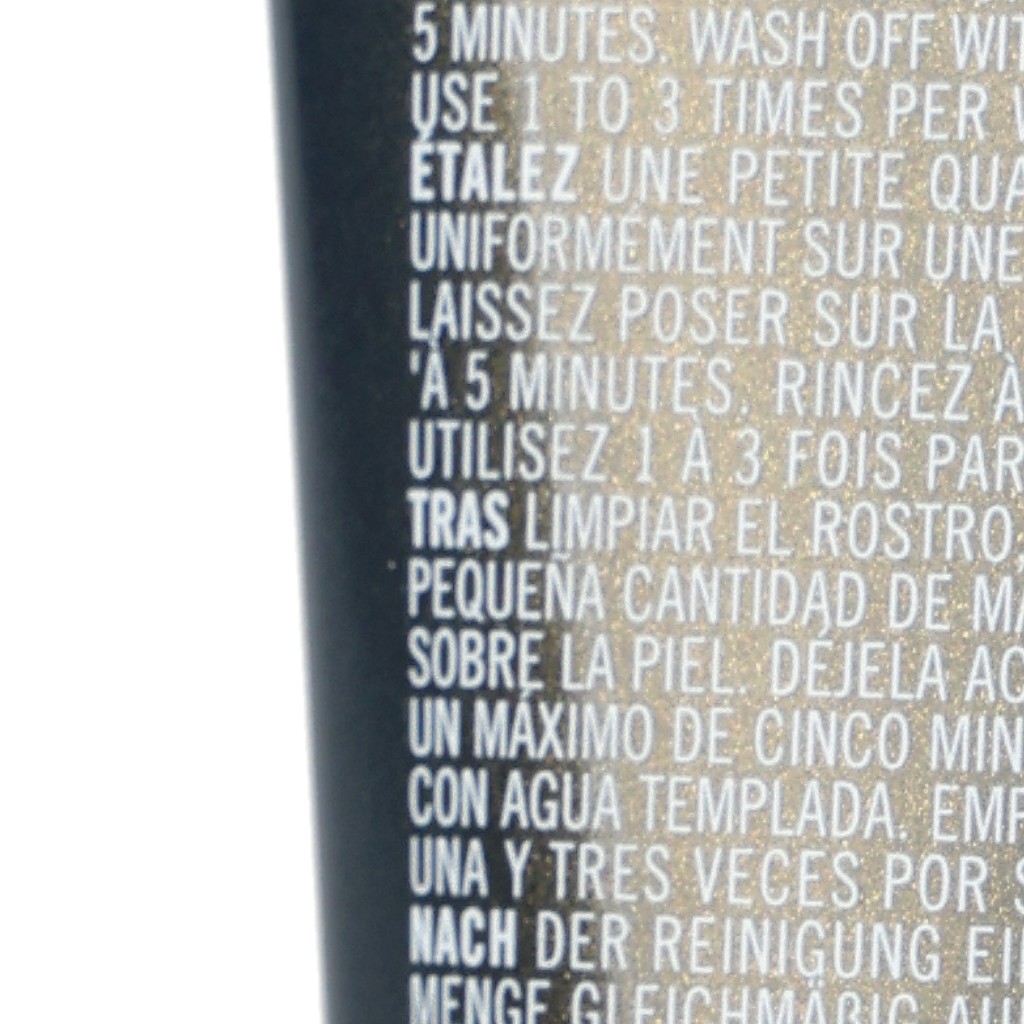 5 MINUTES. WASH OFF WIT
USE 1 TO 3 TIMES PER
ÉTALEZ UNE PETITE QUA
UNIFORMÉMENT SUR UNE
LAISSEZ POSER SUR LA
'À 5 MINUTES. RINCEZ À
UTILISEZ 1 À 3 FOIS PAR
TRAS LIMPIAR EL ROSTRO,
PEQUEÑA CANTIDAD DE MA
SOBRE LA PIEL. DÉJELA AC
UN MÁXIMO DE CINCO MIN
CON AGUA TEMPLADA. EMP
UNA Y TRES VECES POR S
NACH DER REINIGUNG EI
MENGE GLEICHMÄßIG AU